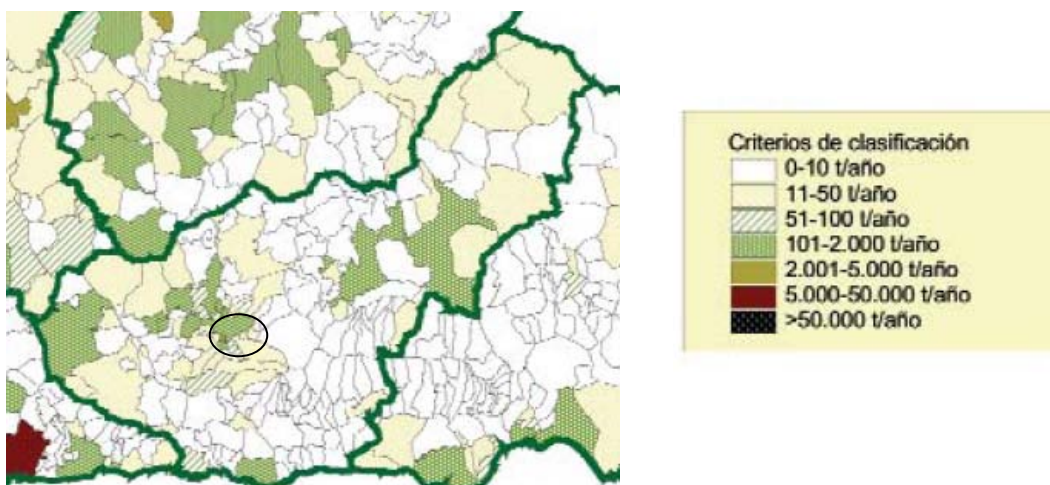 Criterios de clasificación
0-10 t/año
11-50 t/año
51-100 t/año
101-2.000 t/año
2.001-5.000 t/año
5.000-50.000 t/año
>50.000 t/año